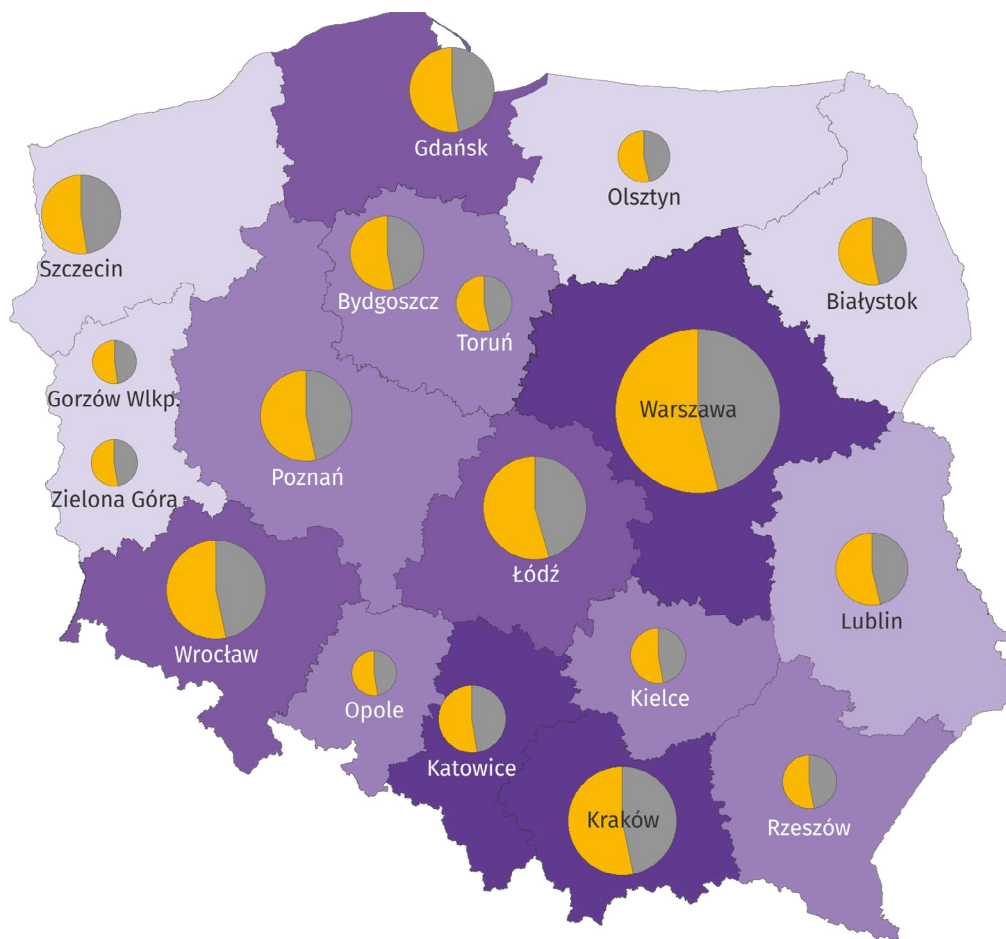 Gdańsk
Olsztyn
Szczecin
Bydgoszcz
Białystok
Toruń
Gorzów Wlkp.
Warszawa
Poznań
Zielona Góra
Łódź
Lublin
Wrocław
Kielce
Opole
Katowice
Kraków
Rzeszów